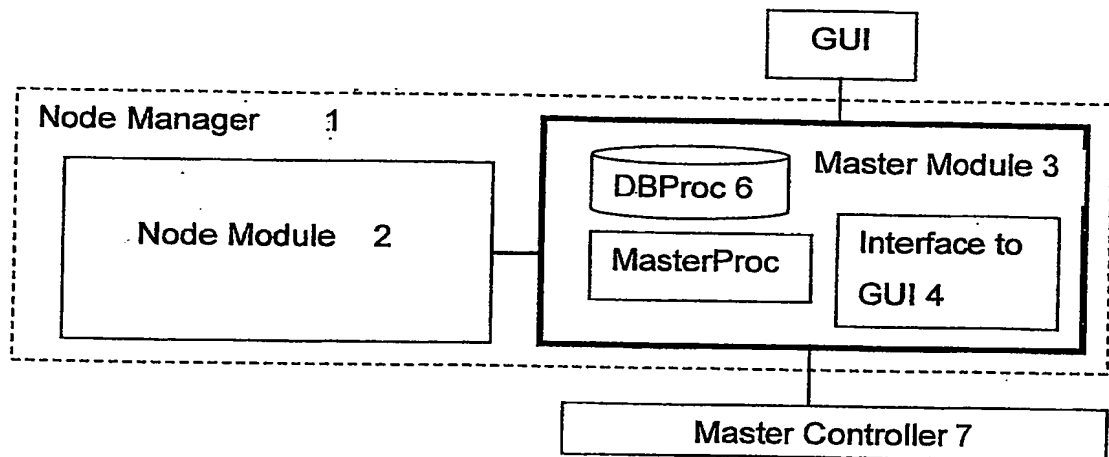 GUI
Node Manager 1
Node Module 2
Master Module 3
DBProc 6
MasterProc
Interface to
GUI 4
Master Controller 7